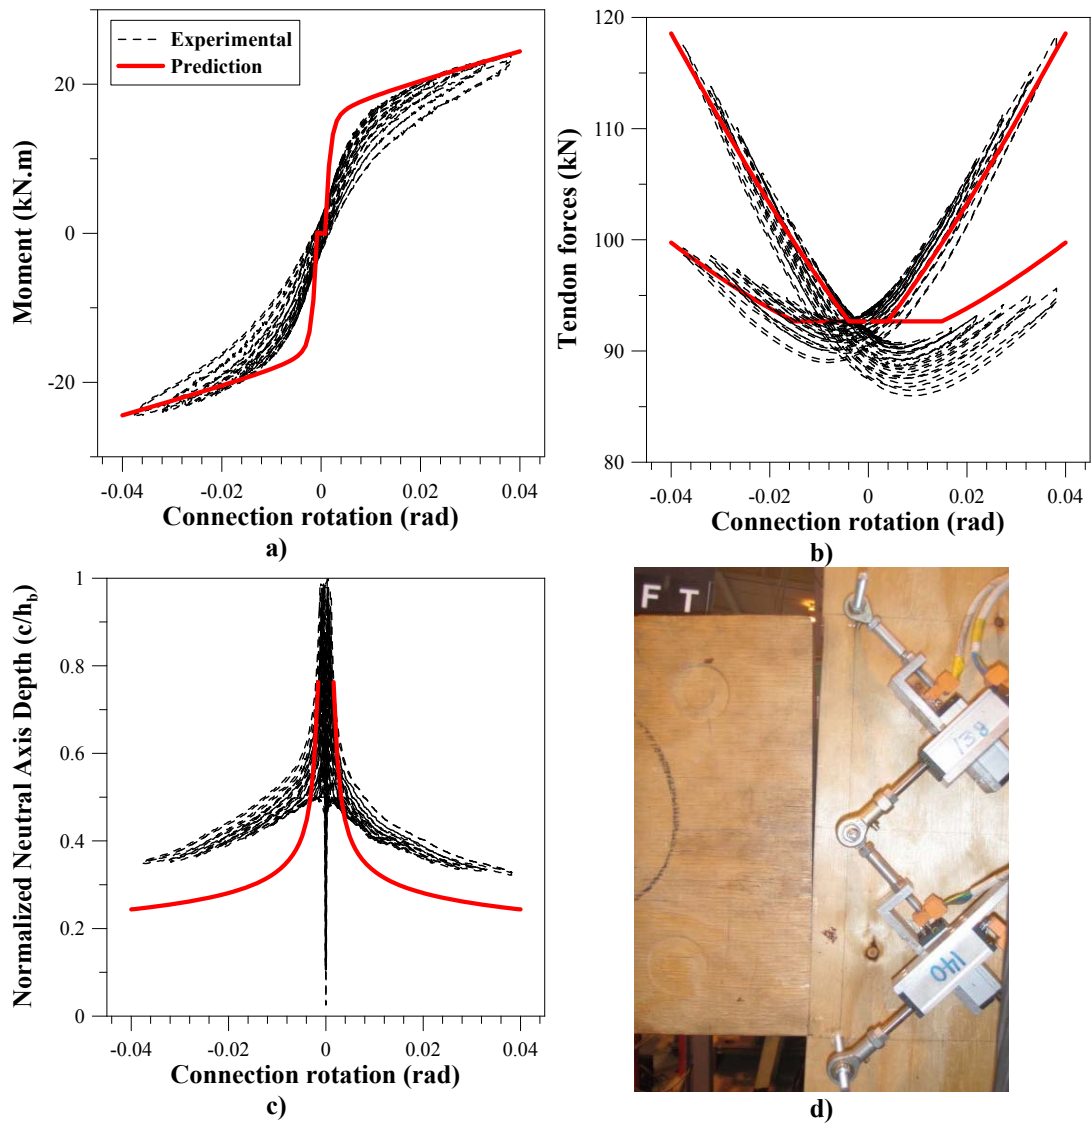 Experimental
Prediction
20
0
-20
Moment (kN.m)
-0.04
-0.02
0
0.02
0.04
Connection rotation (rad)
a)
120
110
100
90
80
Tendon forces (kN)
-0.04
-0.02
0
0.02
0.04
Connection rotation (rad)
b)
1
0.8
0.6
0.4
0.2
0
Normalized Neutral Axis Depth (c/hb)
-0.04
-0.02
0
0.02
0.04
Connection rotation (rad)
c)
F T
140
d)